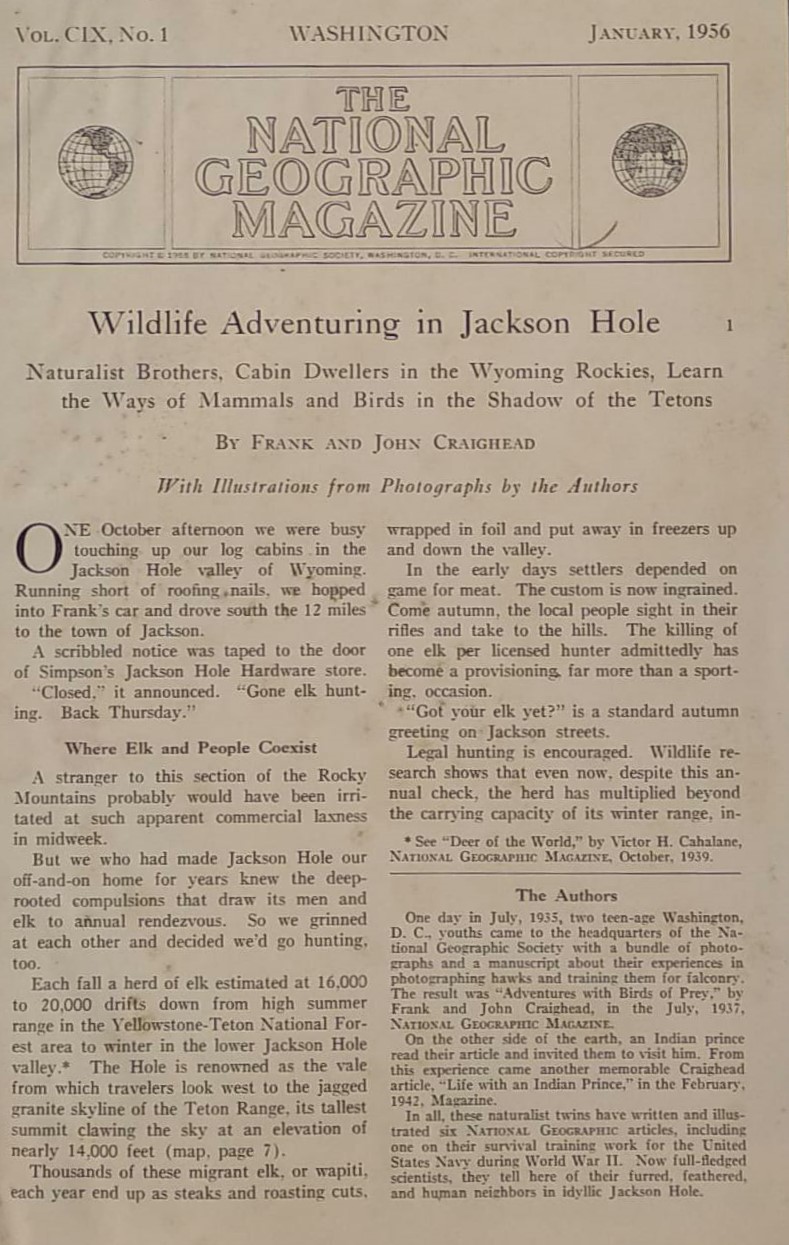 VOL. CIX, NO. 1 WASHINGTON JANUARY, 1956
THE
NATIONAL
GEOGRAPHIC
MAGAZINE
COPYRIGHT © 1955 BY NATIONAL GEOGRAPHIC SOCIETY, WASHINGTON, D. C. INTERNATIONAL COPYRIGHT SECURED
Wildlife Adventuring in Jackson Hole 1
Naturalist Brothers, Cabin Dwellers in the Wyoming Rockies, Learn
the Ways of Mammals and Birds in the Shadow of the Tetons
BY FRANK AND JOHN CRAIGHEAD
With Illustrations from Photographs by the Authors
ONE October afternoon we were busy
touching up our log cabins in the
Jackson Hole valley of Wyoming.
Running short of roofing nails, we hopped
into Frank's car and drove south the 12 miles
to the town of Jackson.
A scribbled notice was taped to the door
of Simpson's Jackson Hole Hardware store.
"Closed," it announced. "Gone elk hunt-
ing. Back Thursday."
Where Elk and People Coexist
A stranger to this section of the Rocky
Mountains probably would have been irri-
tated at such apparent commercial laxness
in midweek.
But we who had made Jackson Hole our
off-and-on home for years knew the deep-
rooted compulsions that draw its men and
elk to annual rendezvous. So we grinned
at each other and decided we'd go hunting,
too.
Each fall a herd of elk estimated at 16,000
to 20,000 drifts down from high summer
range in the Yellowstone-Teton National For-
est area to winter in the lower Jackson Hole
valley.* The Hole is renowned as the vale
from which travelers look west to the jagged
granite skyline of the Teton Range, its tallest
summit clawing the sky at an elevation of
nearly 14,000 feet (map, page 7).
Thousands of these migrant elk, or wapiti,
each year end up as steaks and roasting cuts,
wrapped in foil and put away in freezers up
and down the valley.
In the early days settlers depended on
game for meat. The custom is now ingrained.
Come autumn, the local people sight in their
rifles and take to the hills. The killing of
one elk per licensed hunter admittedly has
become a provisioning, far more than a sport-
ing, occasion.
"Got your elk yet?" is a standard autumn
greeting on Jackson streets.
Legal hunting is encouraged. Wildlife re-
search shows that even now, despite this an-
nual check, the herd has multiplied beyond
the carrying capacity of its winter range, in-
* See "Deer of the World," by Victor H. Cahalane,
NATIONAL GEOGRAPHIC MAGAZINE, October, 1939.
The Authors
One day in July, 1935, two teen-age Washington,
D. C., youths came to the headquarters of the Na-
tional Geographic Society with a bundle of photo-
graphs and a manuscript about their experiences in
photographing hawks and training them for falconry.
The result was "Adventures with Birds of Prey," by
Frank and John Craighead, in the July, 1937,
NATIONAL GEOGRAPHIC MAGAZINE.
On the other side of the earth, an Indian prince
read their article and invited them to visit him. From
this experience came another memorable Craighead
article, "Life with an Indian Prince," in the February,
1942, Magazine.
In all, these naturalist twins have written and illus-
trated six NATIONAL GEOGRAPHIC articles, including
one on their survival training work for the United
States Navy during World War II. Now full-fledged
scientists, they tell here of their furred, feathered,
and human neighbors in idyllic Jackson Hole.